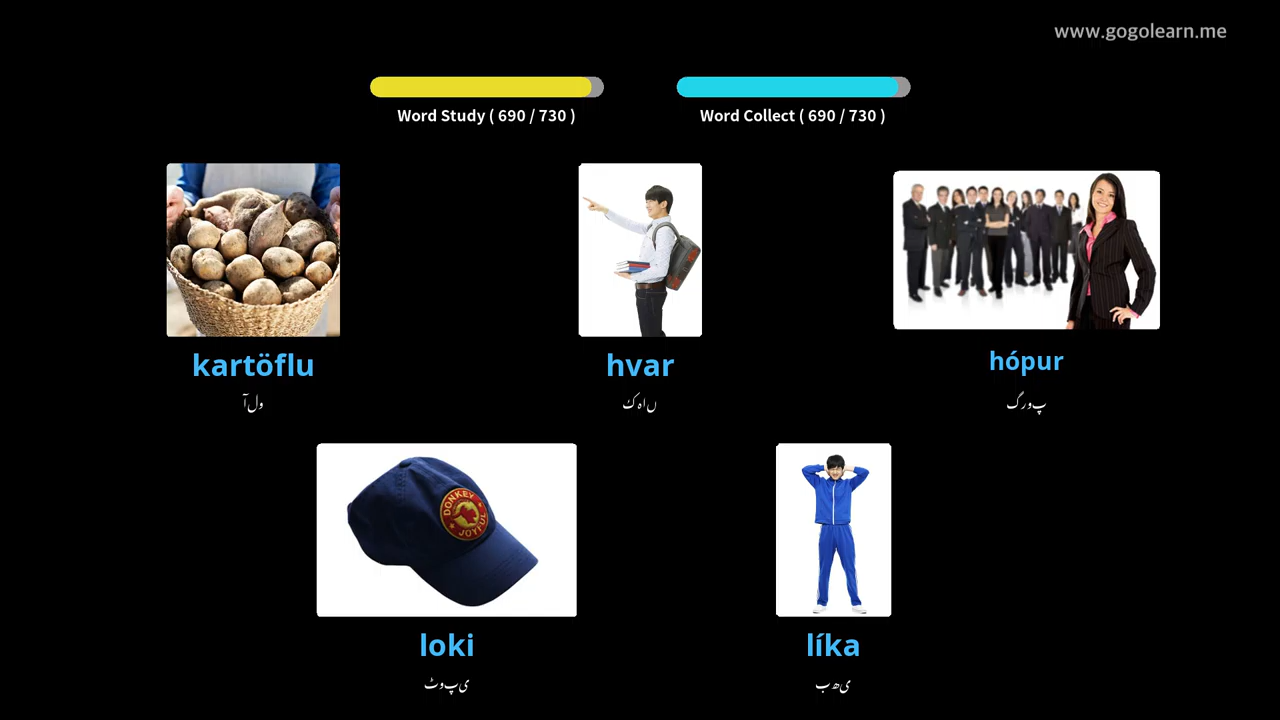 www.gogolearn.me
Word Study ( 690 / 730 )
Word Collect ( 690 / 730 )
kartöflu
hvar
hópur
آلو
کہاں
گروپ
DONKEY
JOYFUL
loki
líka
ٹوپی
بھی